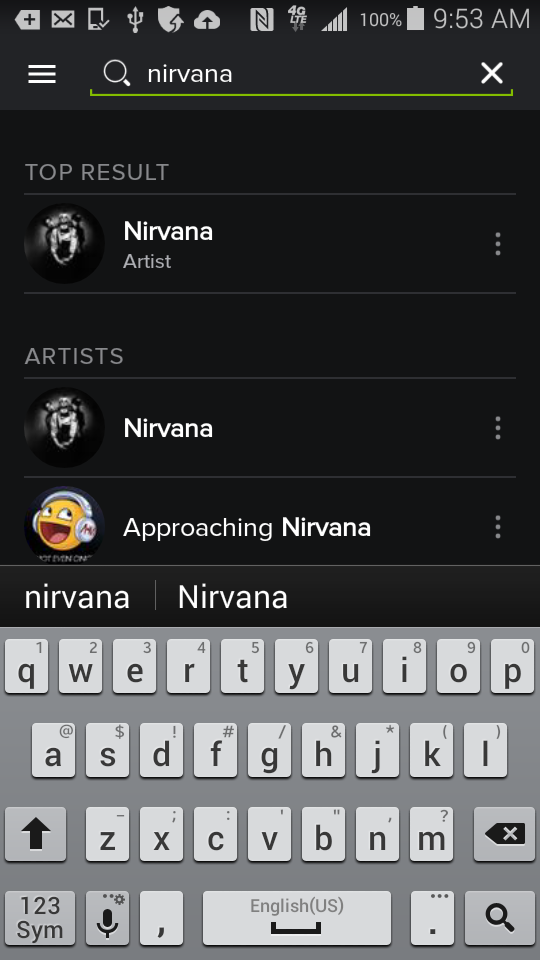 4G LTE 100% 9:53 AM
nirvana
TOP RESULT
Nirvana
Artist
ARTISTS
Nirvana
Approaching Nirvana
nirvana Nirvana
1 2 3 4 5 6 7 8 9 0
q w e r t y u i o p
@ $ ! # / & * ( )
a s d f g h j k l
- ; : ' " , ?
z x c v b n m
123
Sym , English(US) .